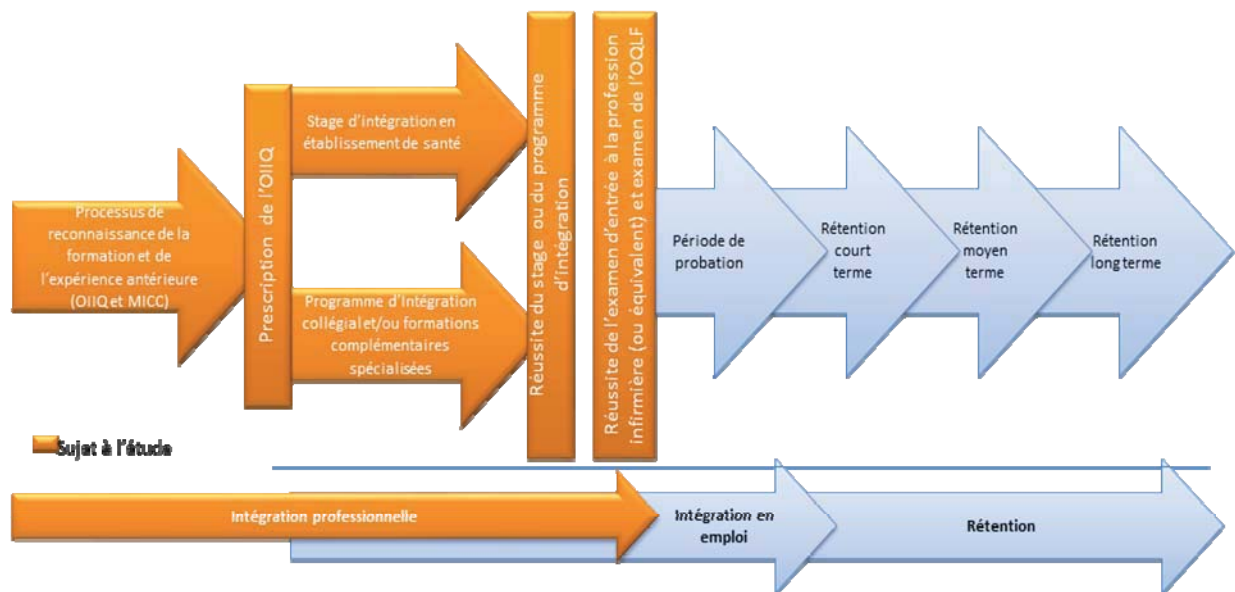 Processus de
reconnaissance de la
formation et de
l'expérience antérieure
(OIIQ et MICC)
Prescription de l'OIIQ
Stage d'intégration en
établissement de santé
Programme d'Intégration
collégial et/ou formations
complémentaires
spécialisées
Réussite du stage ou du programme
d'intégration
Réussite de l'examen d'entrée à la profession
infirmière (ou équivalent) et examen de l'OQLF
Période de
probation
Rétention
court
terme
Rétention
moyen
terme
Rétention
long terme
Sujet à l'étude
Intégration professionnelle
Intégration en
emploi
Rétention